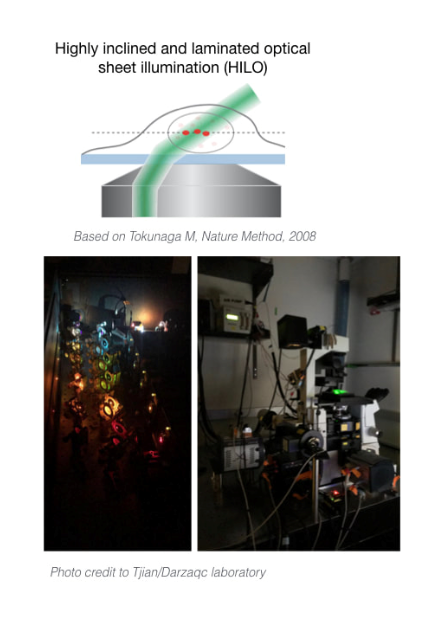 Highly inclined and laminated optical
sheet illumination (HILO)
Based on Tokunaga M, Nature Method, 2008
Photo credit to Tjian/Darzaqc laboratory